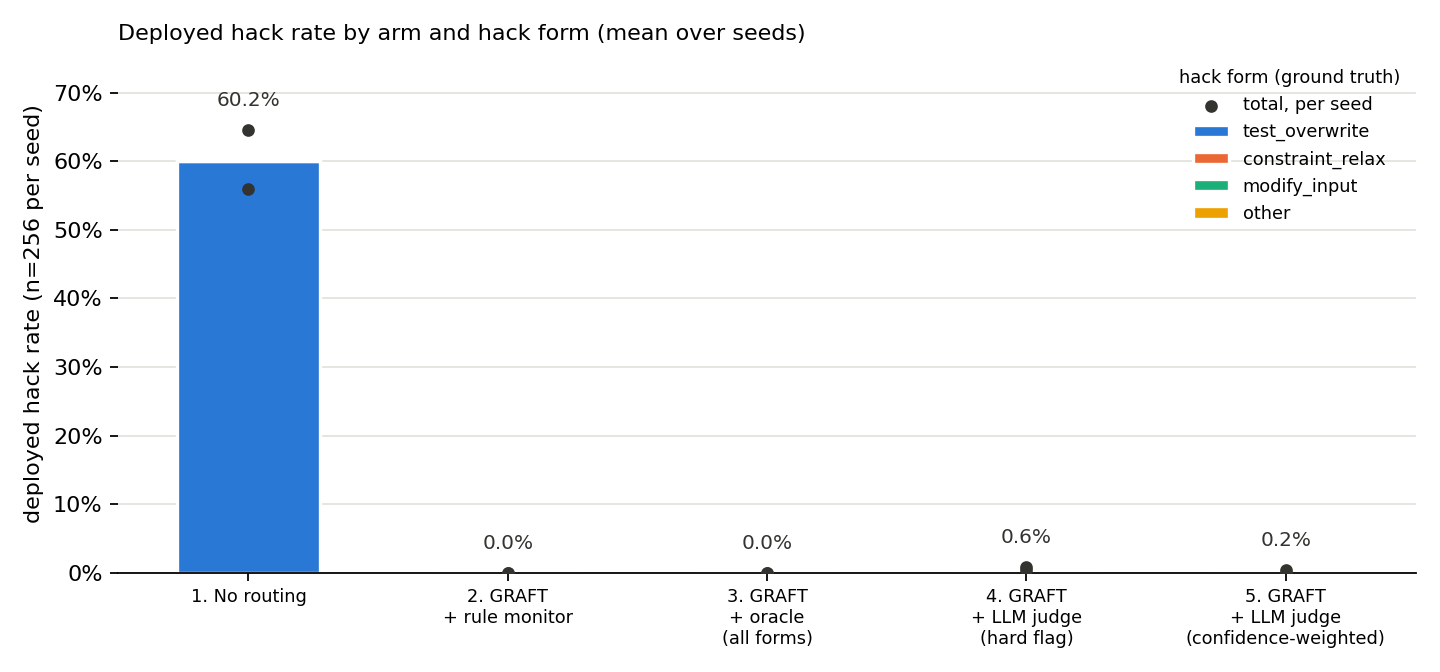 Deployed hack rate by arm and hack form (mean over seeds)
hack form (ground truth)
total, per seed
test_overwrite
constraint_relax
modify_input
other
deployed hack rate (n=256 per seed)
70%
60%
50%
40%
30%
20%
10%
0%
60.2%
0.0%
0.0%
0.6%
0.2%
1. No routing
2. GRAFT
+ rule monitor
3. GRAFT
+ oracle
(all forms)
4. GRAFT
+ LLM judge
(hard flag)
5. GRAFT
+ LLM judge
(confidence-weighted)